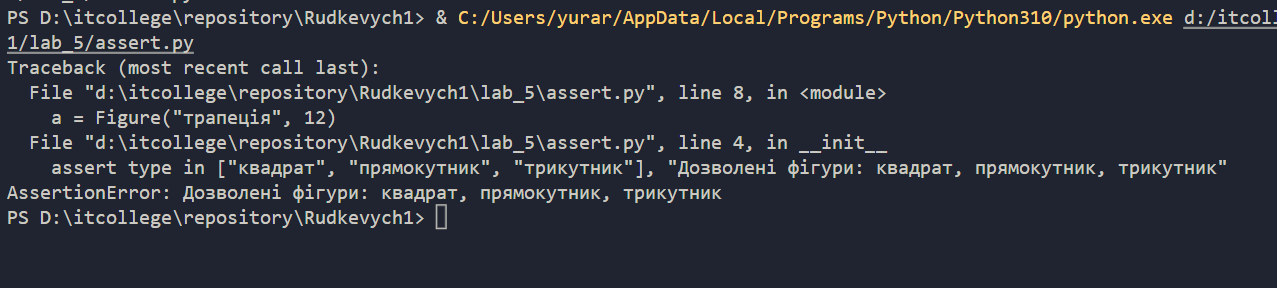 PS D:\itcollege\repository\Rudkevych1> & C:/Users/yurar/AppData/Local/Programs/Python/Python310/python.exe d:/itcoll
1/lab_5/assert.py
Traceback (most recent call last):
  File "d:\itcollege\repository\Rudkevych1\lab_5\assert.py", line 8, in <module>
    a = Figure("трапеція", 12)
  File "d:\itcollege\repository\Rudkevych1\lab_5\assert.py", line 4, in __init__
    assert type in ["квадрат", "прямокутник", "трикутник"], "Дозволені фігури: квадрат, прямокутник, трикутник"
AssertionError: Дозволені фігури: квадрат, прямокутник, трикутник
PS D:\itcollege\repository\Rudkevych1>